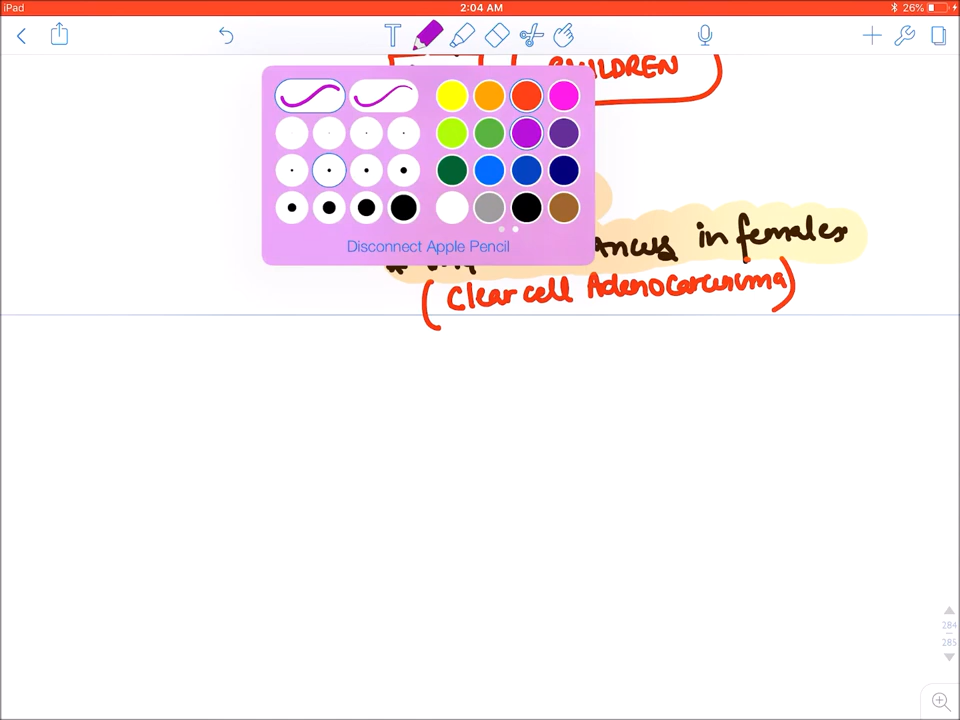 iPad 2:04 AM 26%
T
CHILDREN
in females
(Clear cell Adenocarcinoma)
Disconnect Apple Pencil
284
285